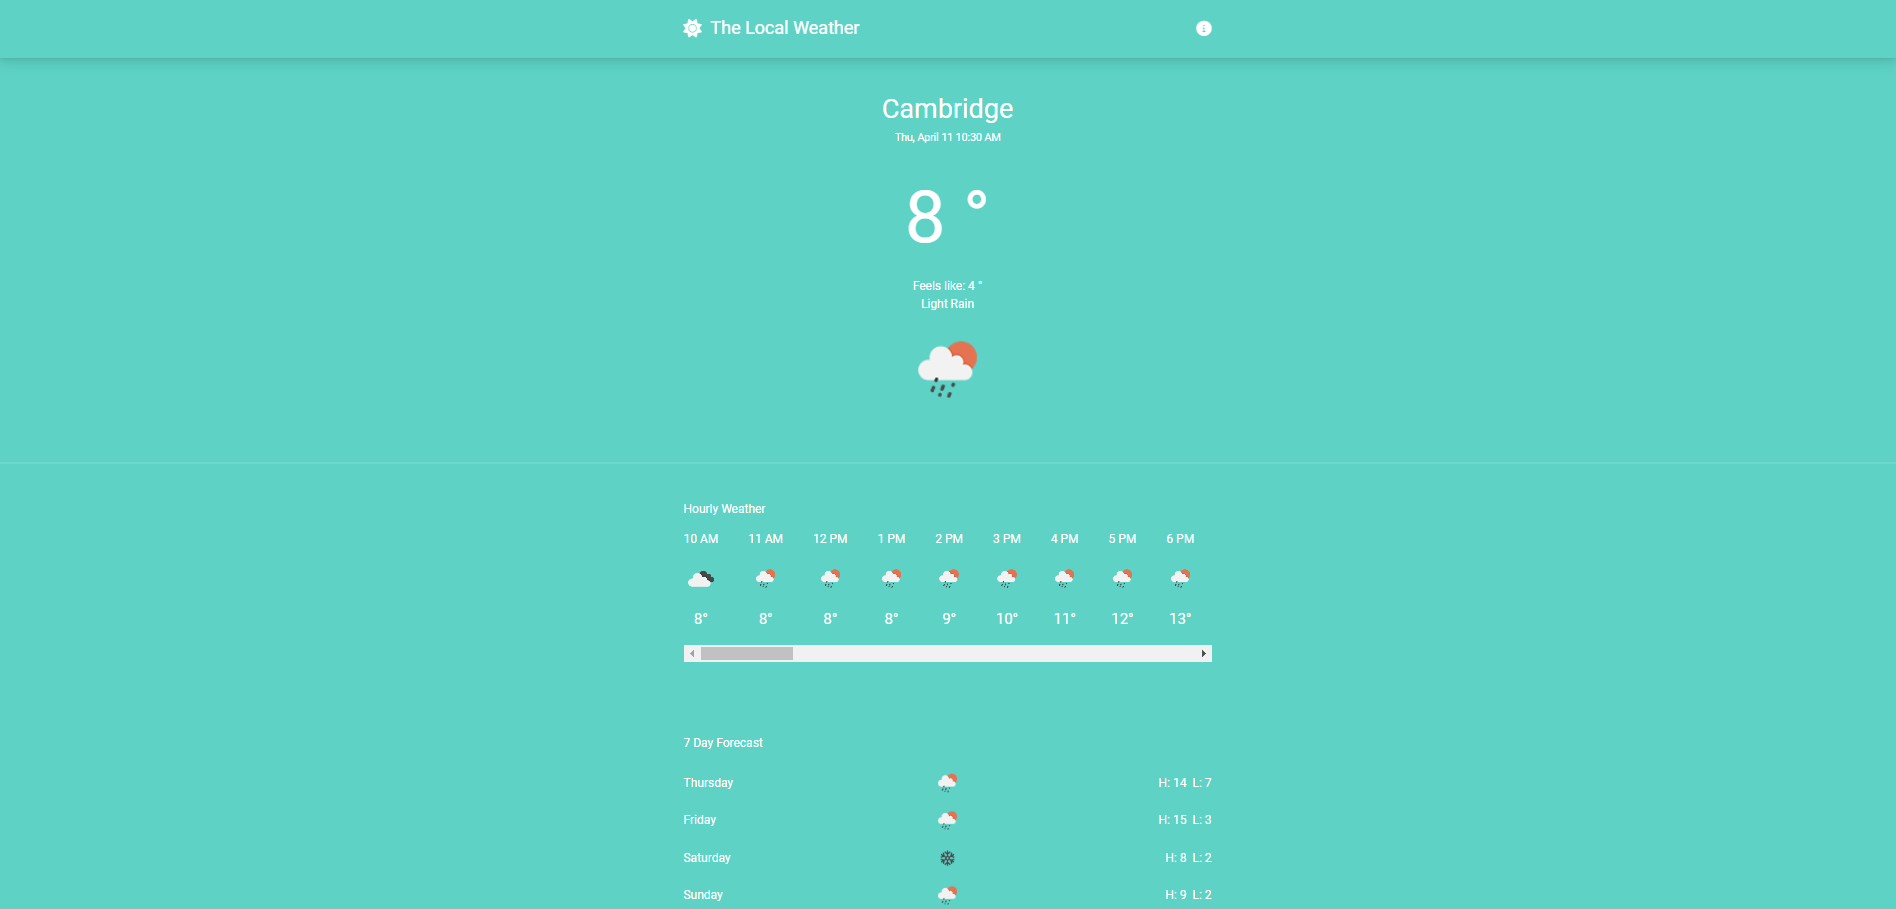 The Local Weather
Cambridge
Thu, April 11 10:30 AM
8 °
Feels like: 4 °
Light Rain
Hourly Weather
10 AM 11 AM 12 PM 1 PM 2 PM 3 PM 4 PM 5 PM 6 PM
8° 8° 8° 8° 9° 10° 11° 12° 13°
7 Day Forecast
Thursday H: 14 L: 7
Friday H: 15 L: 3
Saturday H: 8 L: 2
Sunday H: 9 L: 2